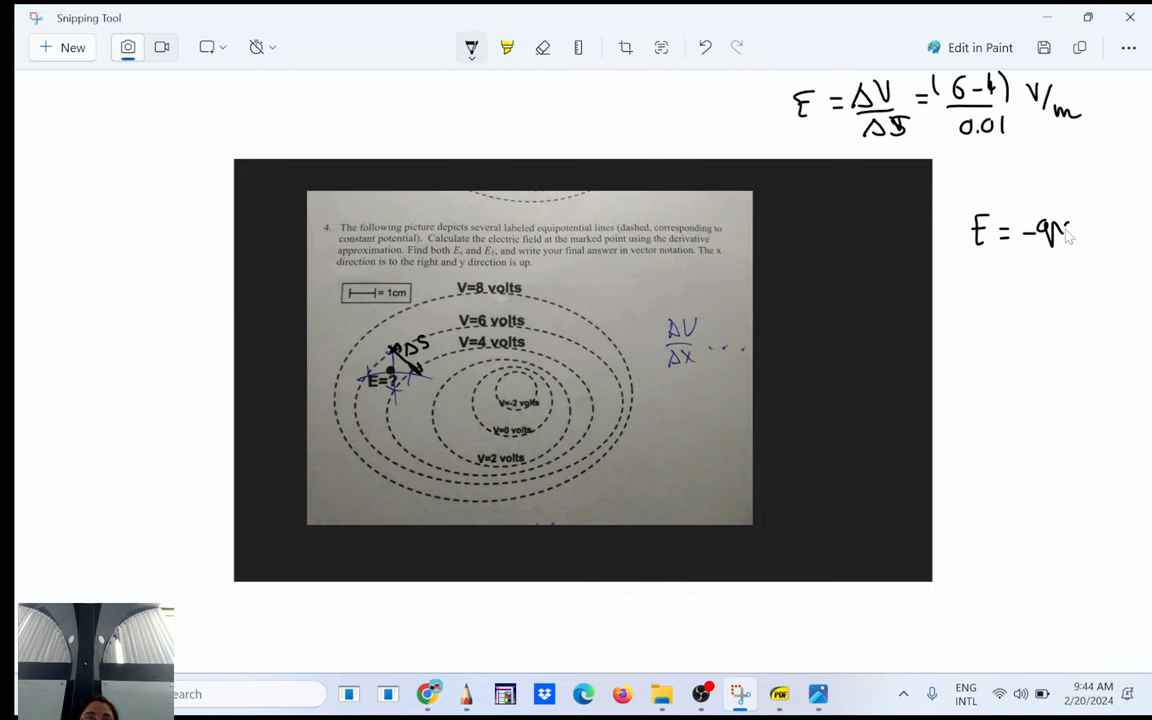 Snipping Tool
New
Edit in Paint
E = ΔV/ΔS = (6-4)/0.01 V/m
E = -
4. The following picture depicts several labeled equipotential lines (dashed, corresponding to
constant potential). Calculate the electric field at the marked point using the derivative
approximation. Find both Ex and EY, and write your final answer in vector notation. The x
direction is to the right and y direction is up.
= 1cm
V=8 volts
V=6 volts
V=4 volts
ΔS
E=?
ΔV/ΔX ...
V=-2 volts
V=0 volts
V=2 volts
earch
ENG
INTL
9:44 AM
2/20/2024